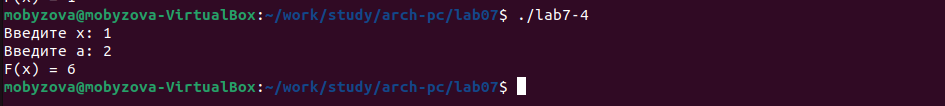 F(x) = 1
mobyzova@mobyzova-VirtualBox:~/work/study/arch-pc/lab07$ ./lab7-4
Введите x: 1
Введите a: 2
F(x) = 6
mobyzova@mobyzova-VirtualBox:~/work/study/arch-pc/lab07$